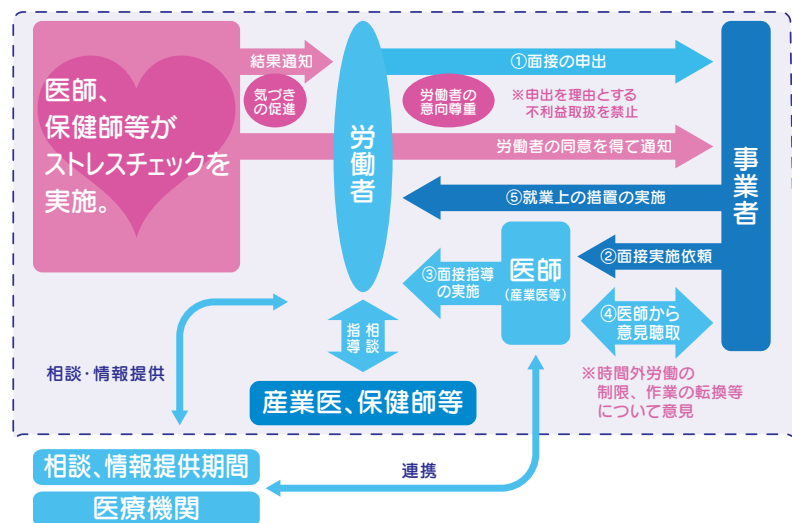 医師、
保健師等が
ストレスチェックを
実施。
結果通知
気づき
の促進
労働者
①面接の申出
労働者の
意向尊重
※申出を理由とする
不利益取扱を禁止
労働者の同意を得て通知
事業者
⑤就業上の措置の実施
②面接実施依頼
医師
（産業医等）
③面接指導
の実施
④医師から
意見聴取
※時間外労働の
制限、作業の転換等
について意見
相談
指導
産業医、保健師等
相談・情報提供
相談、情報提供期間
医療機関
連携